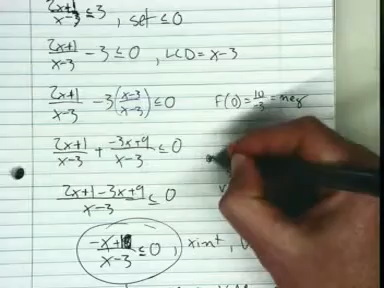 (2x+1)/(x-3) ≤ 3, set ≤ 0
(2x+1)/(x-3) - 3 ≤ 0, LCD = x-3
(2x+1)/(x-3) - 3((x-3)/(x-3)) ≤ 0
F(0) = 10/-3 = neg
(2x+1)/(x-3) + (-3x+9)/(x-3) ≤ 0
(2x+1-3x+9)/(x-3) ≤ 0
(-x+10)/(x-3) ≤ 0, xint,